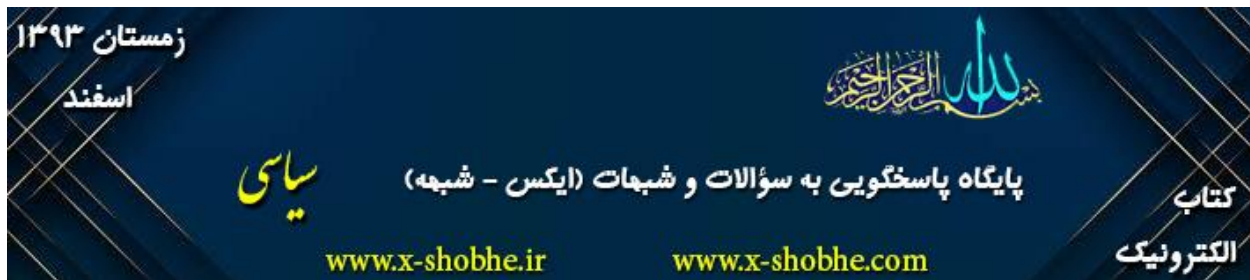 بسم الله الرحمن الرحیم
زمستان ۱۳۹۳
اسفند
پایگاه پاسخگویی به سؤالات و شبهات (ایکس - شبهه)
سیاسی
کتاب
الکترونیک
www.x-shobhe.com
www.x-shobhe.ir